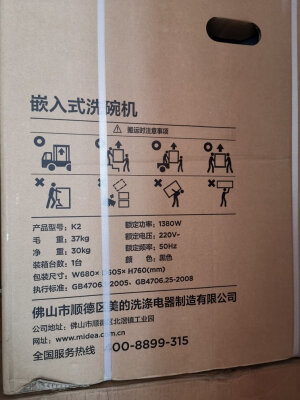 嵌入式洗碗机
搬运时注意事项
产品型号: K2 额定功率: 1380W
毛 重: 37kg 额定电压: 220V~
净 重: 30kg 额定频率: 50Hz
装箱台数: 1台 颜 色: 黑色
包装尺寸: W680× 605× H760(mm)
执行标准: GB4706. 2005、GB4706.25-2008
佛山市顺德区美的洗涤电器制造有限公司
公司地址: 佛山市顺德区北滘镇工业园
网址: www.midea.com.cn
全国服务热线 00-8899-315